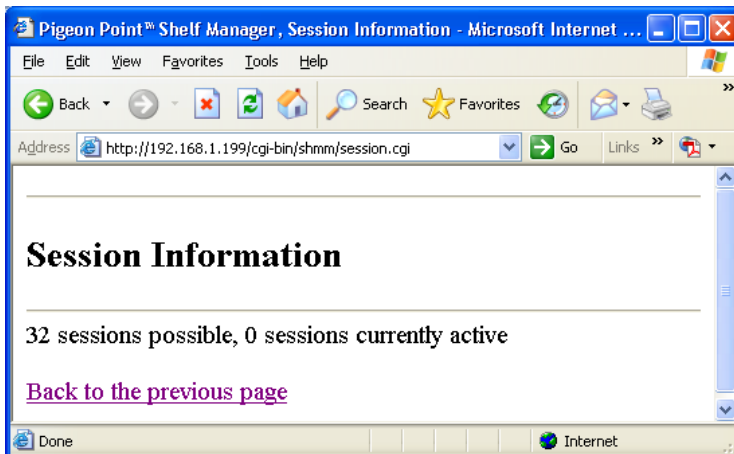 Pigeon Point™ Shelf Manager, Session Information - Microsoft Internet ...
File Edit View Favorites Tools Help
Back Search Favorites »
Address http://192.168.1.199/cgi-bin/shmm/session.cgi Go Links »
Session Information
32 sessions possible, 0 sessions currently active
Back to the previous page
Done Internet